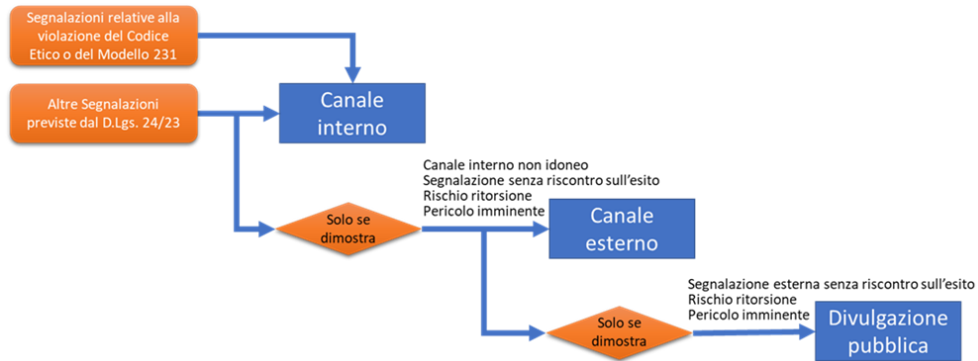 Segnalazioni relative alla
violazione del Codice
Etico o del Modello 231
Altre Segnalazioni
previste dal D.Lgs. 24/23
Canale
interno
Solo se
dimostra
Canale interno non idoneo
Segnalazione senza riscontro sull'esito
Rischio ritorsione
Pericolo imminente
Canale
esterno
Solo se
dimostra
Segnalazione esterna senza riscontro sull'esito
Rischio ritorsione
Pericolo imminente
Divulgazione
pubblica